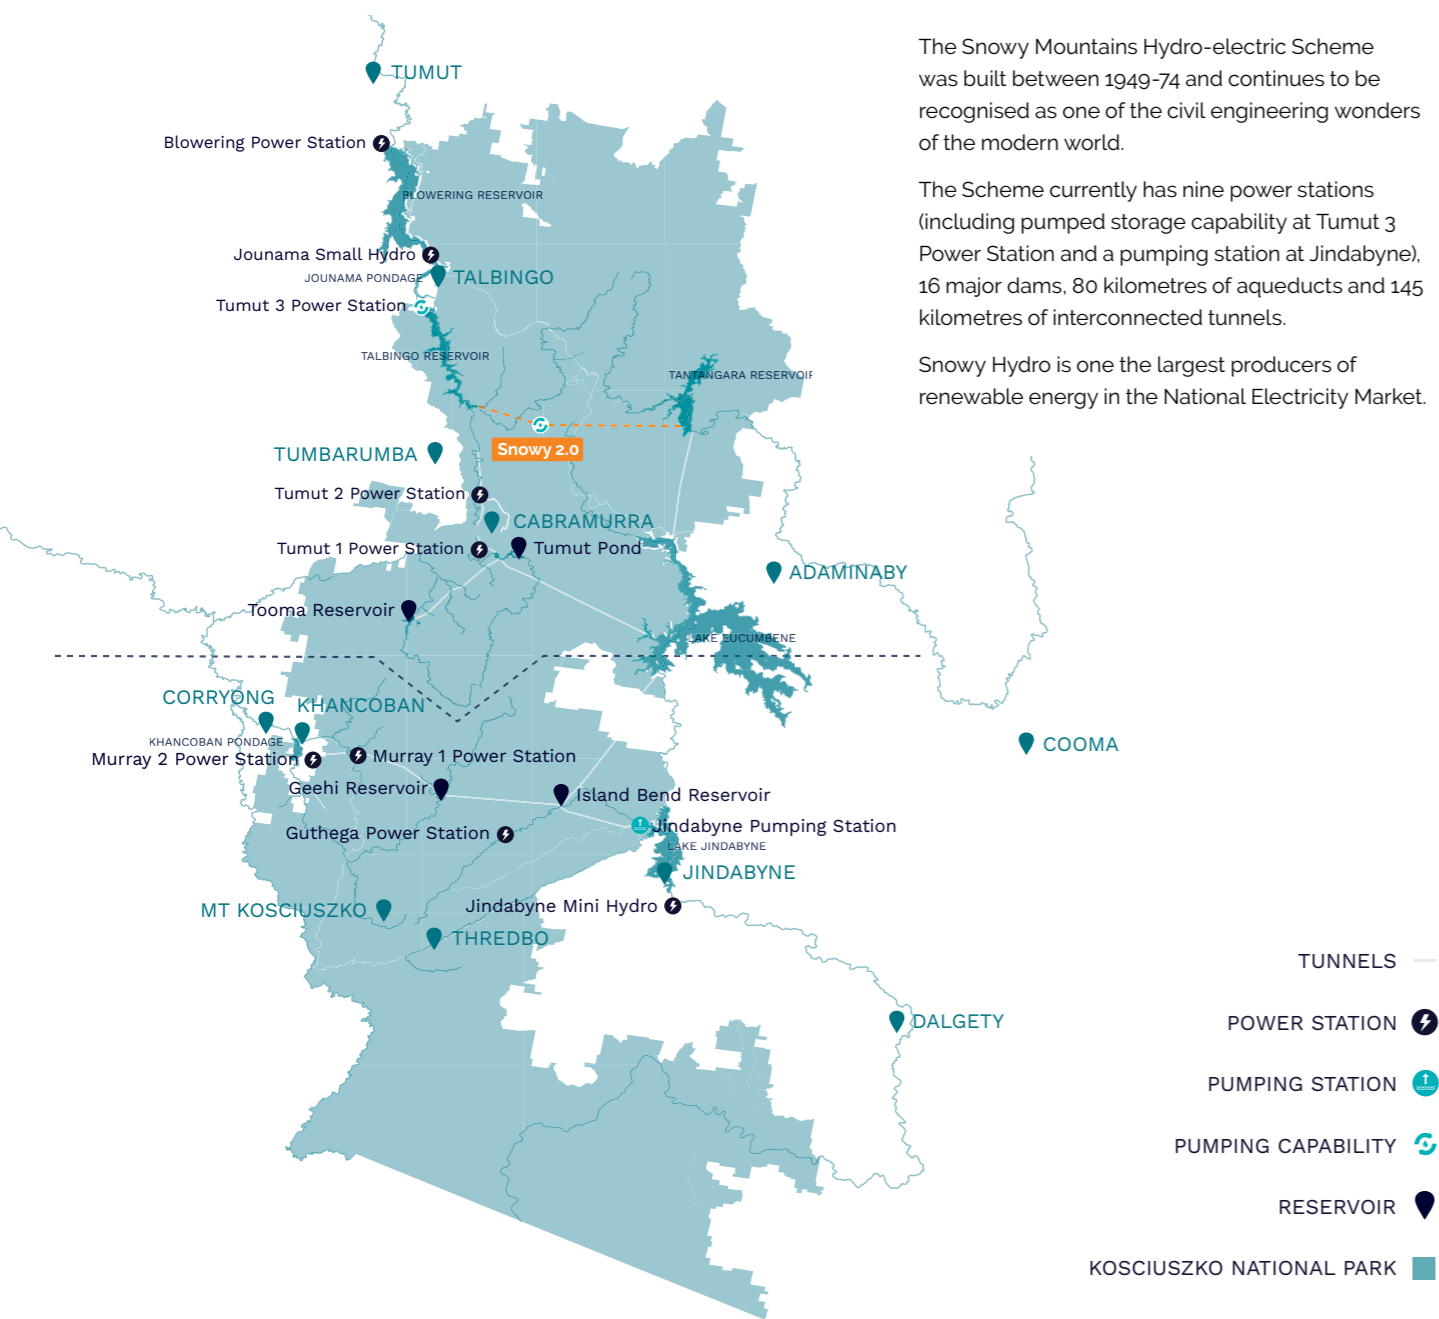 The Snowy Mountains Hydro-electric Scheme
was built between 1949-74 and continues to be
recognised as one of the civil engineering wonders
of the modern world.
The Scheme currently has nine power stations
(including pumped storage capability at Tumut 3
Power Station and a pumping station at Jindabyne),
16 major dams, 80 kilometres of aqueducts and 145
kilometres of interconnected tunnels.
Snowy Hydro is one the largest producers of
renewable energy in the National Electricity Market.
TUMUT
Blowering Power Station
BLOWERING RESERVOIR
Jounama Small Hydro
JOUNAMA PONDAGE
TALBINGO
Tumut 3 Power Station
TALBINGO RESERVOIR
TANTANGARA RESERVOIR
Snowy 2.0
TUMBARUMBA
Tumut 2 Power Station
CABRAMURRA
Tumut 1 Power Station
Tumut Pond
ADAMINABY
Tooma Reservoir
LAKE EUCUMBENE
CORRYONG
KHANCOBAN
KHANCOBAN PONDAGE
COOMA
Murray 2 Power Station
Murray 1 Power Station
Geehi Reservoir
Island Bend Reservoir
Guthega Power Station
Jindabyne Pumping Station
LAKE JINDABYNE
JINDABYNE
MT KOSCIUSZKO
Jindabyne Mini Hydro
THREDBO
DALGETY
TUNNELS
POWER STATION
PUMPING STATION
PUMPING CAPABILITY
RESERVOIR
KOSCIUSZKO NATIONAL PARK